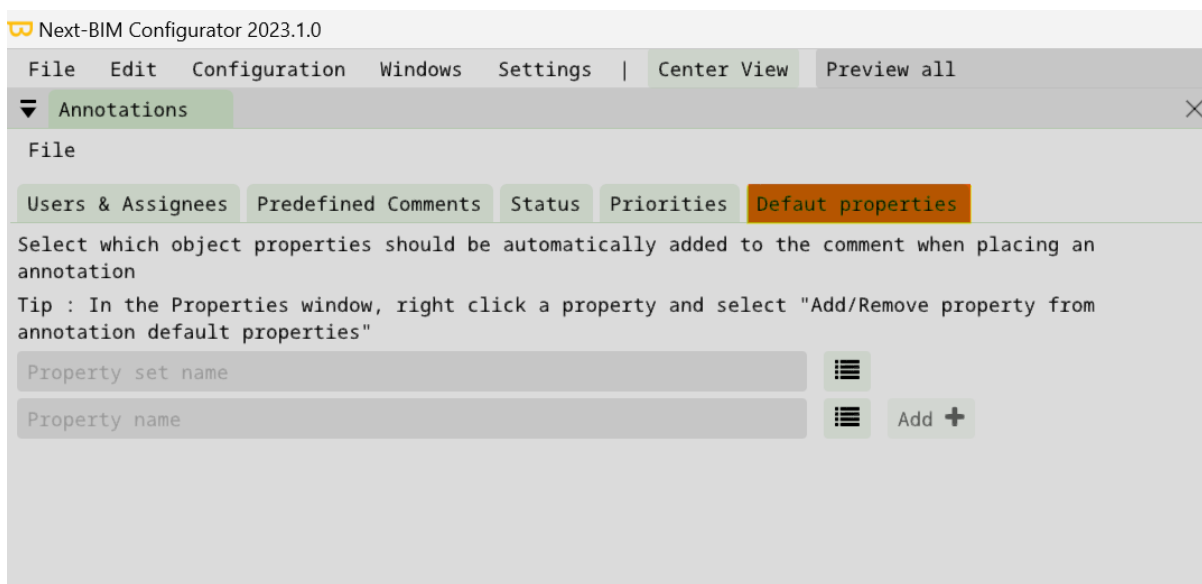 Next-BIM Configurator 2023.1.0
File Edit Configuration Windows Settings | Center View Preview all
Annotations
File
Users & Assignees Predefined Comments Status Priorities Defaut properties
Select which object properties should be automatically added to the comment when placing an
annotation
Tip : In the Properties window, right click a property and select "Add/Remove property from
annotation default properties"
Property set name
Property name Add +